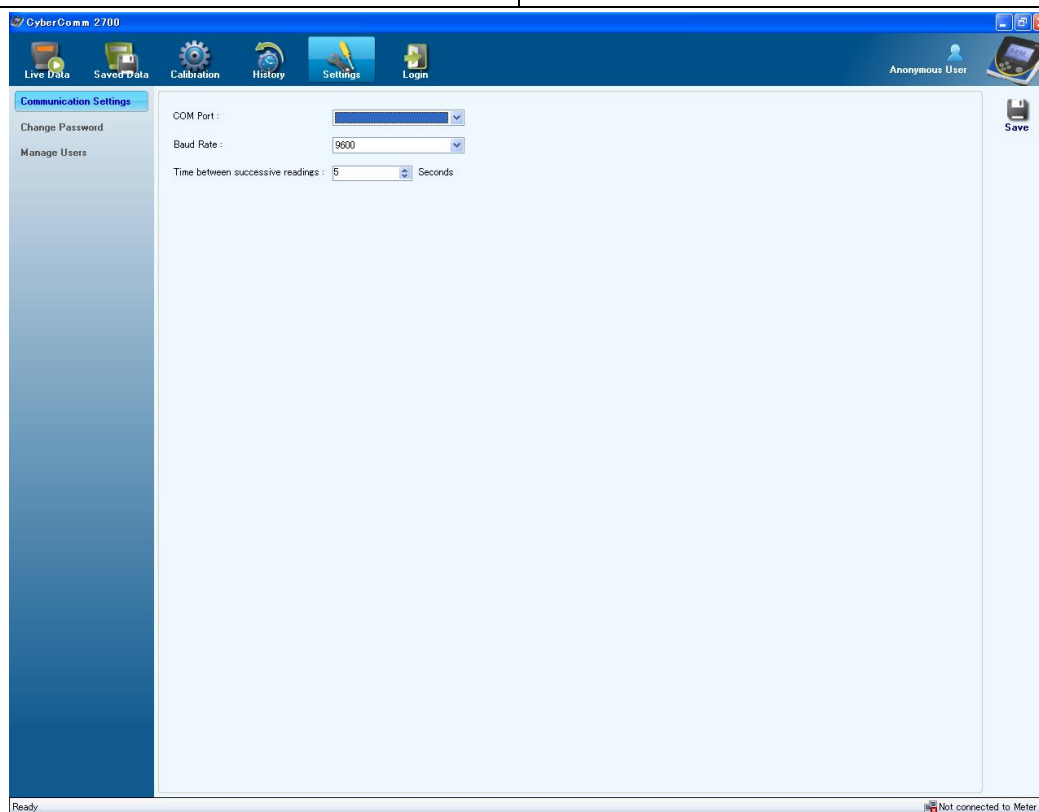 CyberComm 2700
Live Data Saved Data Calibration History Settings Login Anonymous User
Communication Settings
Change Password
Manage Users
COM Port :
Baud Rate : 9600
Time between successive readings : 5 Seconds
Save
Ready Not connected to Meter